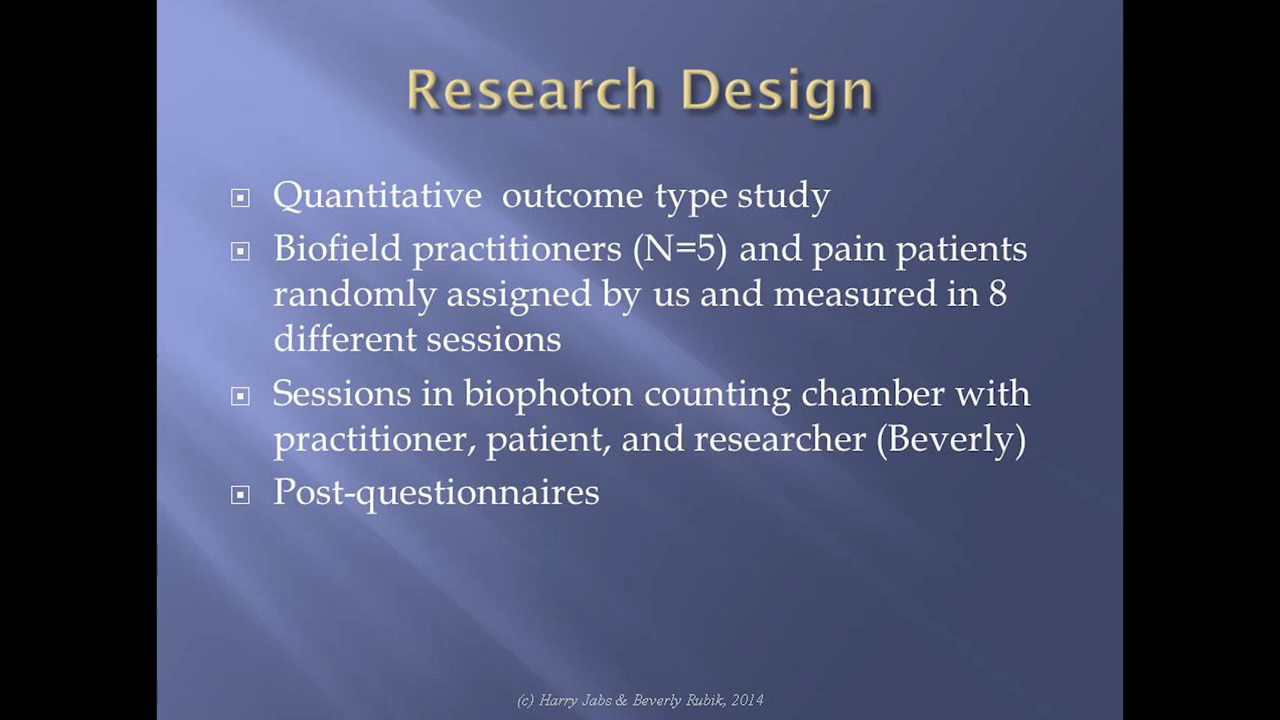 Research Design
Quantitative  outcome type study
Biofield practitioners (N=5) and pain patients
randomly assigned by us and measured in 8
different sessions
Sessions in biophoton counting chamber with
practitioner, patient, and researcher (Beverly)
Post-questionnaires
(c) Harry Jabs & Beverly Rubik, 2014